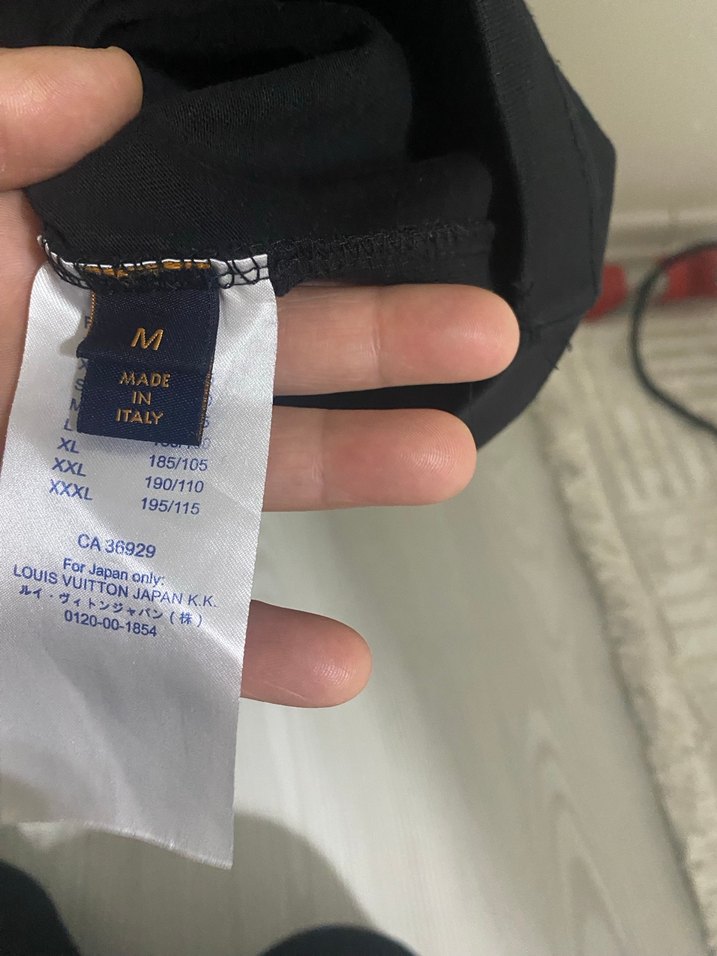 M
MADE
IN
ITALY
L
XL 185/105
XXL 190/110
XXXL 195/115
CA 36929
For Japan only:
LOUIS VUITTON JAPAN K.K.
ルイ・ヴィトンジャパン(株)
0120-00-1854